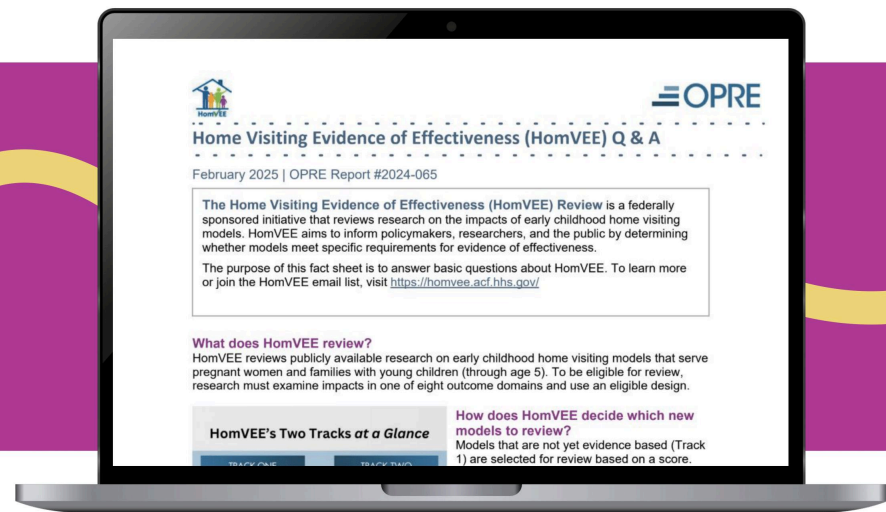 HomVEE
OPRE
Home Visiting Evidence of Effectiveness (HomVEE) Q & A
February 2025 | OPRE Report #2024-065
The Home Visiting Evidence of Effectiveness (HomVEE) Review is a federally
sponsored initiative that reviews research on the impacts of early childhood home visiting
models. HomVEE aims to inform policymakers, researchers, and the public by determining
whether models meet specific requirements for evidence of effectiveness.
The purpose of this fact sheet is to answer basic questions about HomVEE. To learn more
or join the HomVEE email list, visit https://homvee.acf.hhs.gov/
What does HomVEE review?
HomVEE reviews publicly available research on early childhood home visiting models that serve
pregnant women and families with young children (through age 5). To be eligible for review,
research must examine impacts in one of eight outcome domains and use an eligible design.
HomVEE's Two Tracks at a Glance
TRACK ONE
TRACK TWO
How does HomVEE decide which new
models to review?
Models that are not yet evidence based (Track
1) are selected for review based on a score.